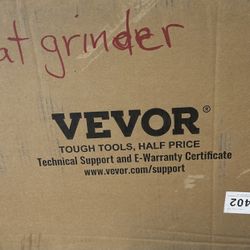 at grinder
VEVOR®
TOUGH TOOLS, HALF PRICE
Technical Support and E-Warranty Certificate
www.vevor.com/support
402